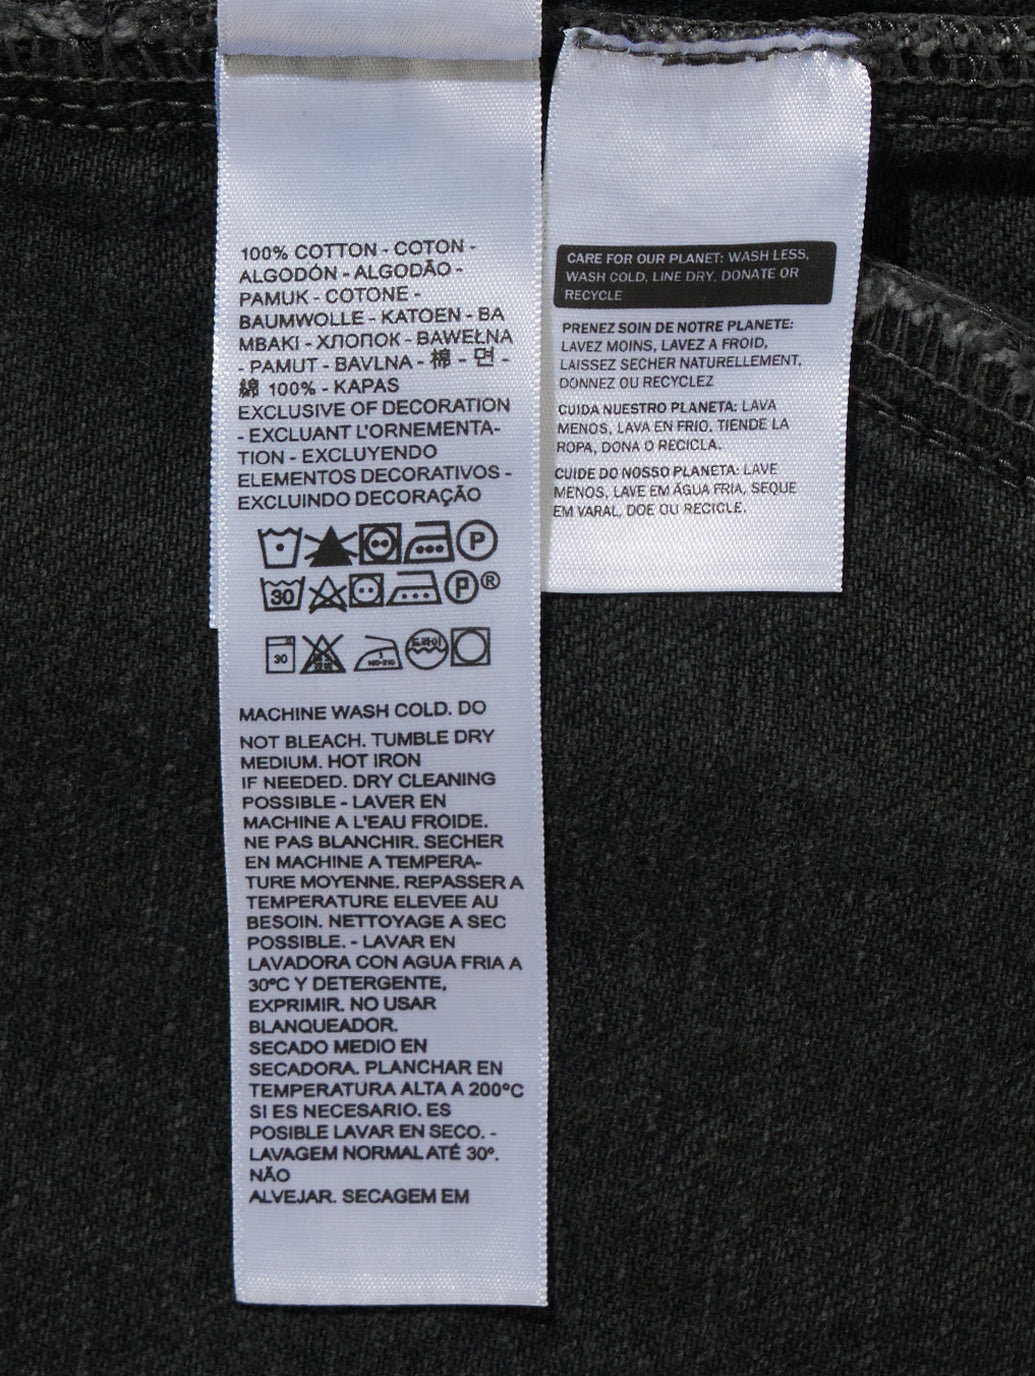 100% COTTON - COTON -
ALGODÓN - ALGODÃO -
PAMUK - COTONE -
BAUMWOLLE - KATOEN - BA
MBAKI - ХЛОПОК - BAWEŁNA
- PAMUT - BAVLNA - 棉 - 면 -
綿 100% - KAPAS
EXCLUSIVE OF DECORATION
- EXCLUANT L'ORNEMENTA-
TION - EXCLUYENDO
ELEMENTOS DECORATIVOS -
EXCLUINDO DECORAÇÃO
P
30 P ®
30 드라이
MACHINE WASH COLD. DO
NOT BLEACH. TUMBLE DRY
MEDIUM. HOT IRON
IF NEEDED. DRY CLEANING
POSSIBLE - LAVER EN
MACHINE A L'EAU FROIDE.
NE PAS BLANCHIR. SECHER
EN MACHINE A TEMPERA-
TURE MOYENNE. REPASSER A
TEMPERATURE ELEVEE AU
BESOIN. NETTOYAGE A SEC
POSSIBLE. - LAVAR EN
LAVADORA CON AGUA FRIA A
30ºC Y DETERGENTE,
EXPRIMIR. NO USAR
BLANQUEADOR.
SECADO MEDIO EN
SECADORA. PLANCHAR EN
TEMPERATURA ALTA A 200ºC
SI ES NECESARIO. ES
POSIBLE LAVAR EN SECO. -
LAVAGEM NORMAL ATÉ 30º.
NÃO
ALVEJAR. SECAGEM EM
CARE FOR OUR PLANET: WASH LESS,
WASH COLD, LINE DRY, DONATE OR
RECYCLE
PRENEZ SOIN DE NOTRE PLANETE:
LAVEZ MOINS, LAVEZ A FROID,
LAISSEZ SECHER NATURELLEMENT,
DONNEZ OU RECYCLEZ
CUIDA NUESTRO PLANETA: LAVA
MENOS, LAVA EN FRIO, TIENDE LA
ROPA, DONA O RECICLA.
CUIDE DO NOSSO PLANETA: LAVE
MENOS, LAVE EM ÁGUA FRIA, SEQUE
EM VARAL, DOE OU RECICLE.